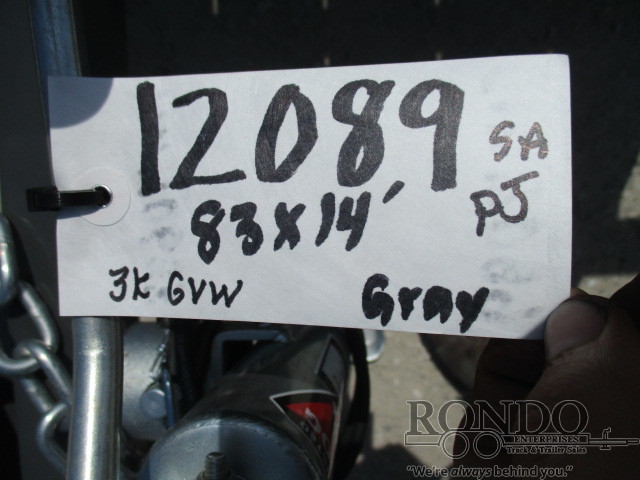 12089 SA
PJ
83x14'
3K GVW Gray
RONDO
ENTERPRISES
Truck & Trailer Sales
"We're always behind you."